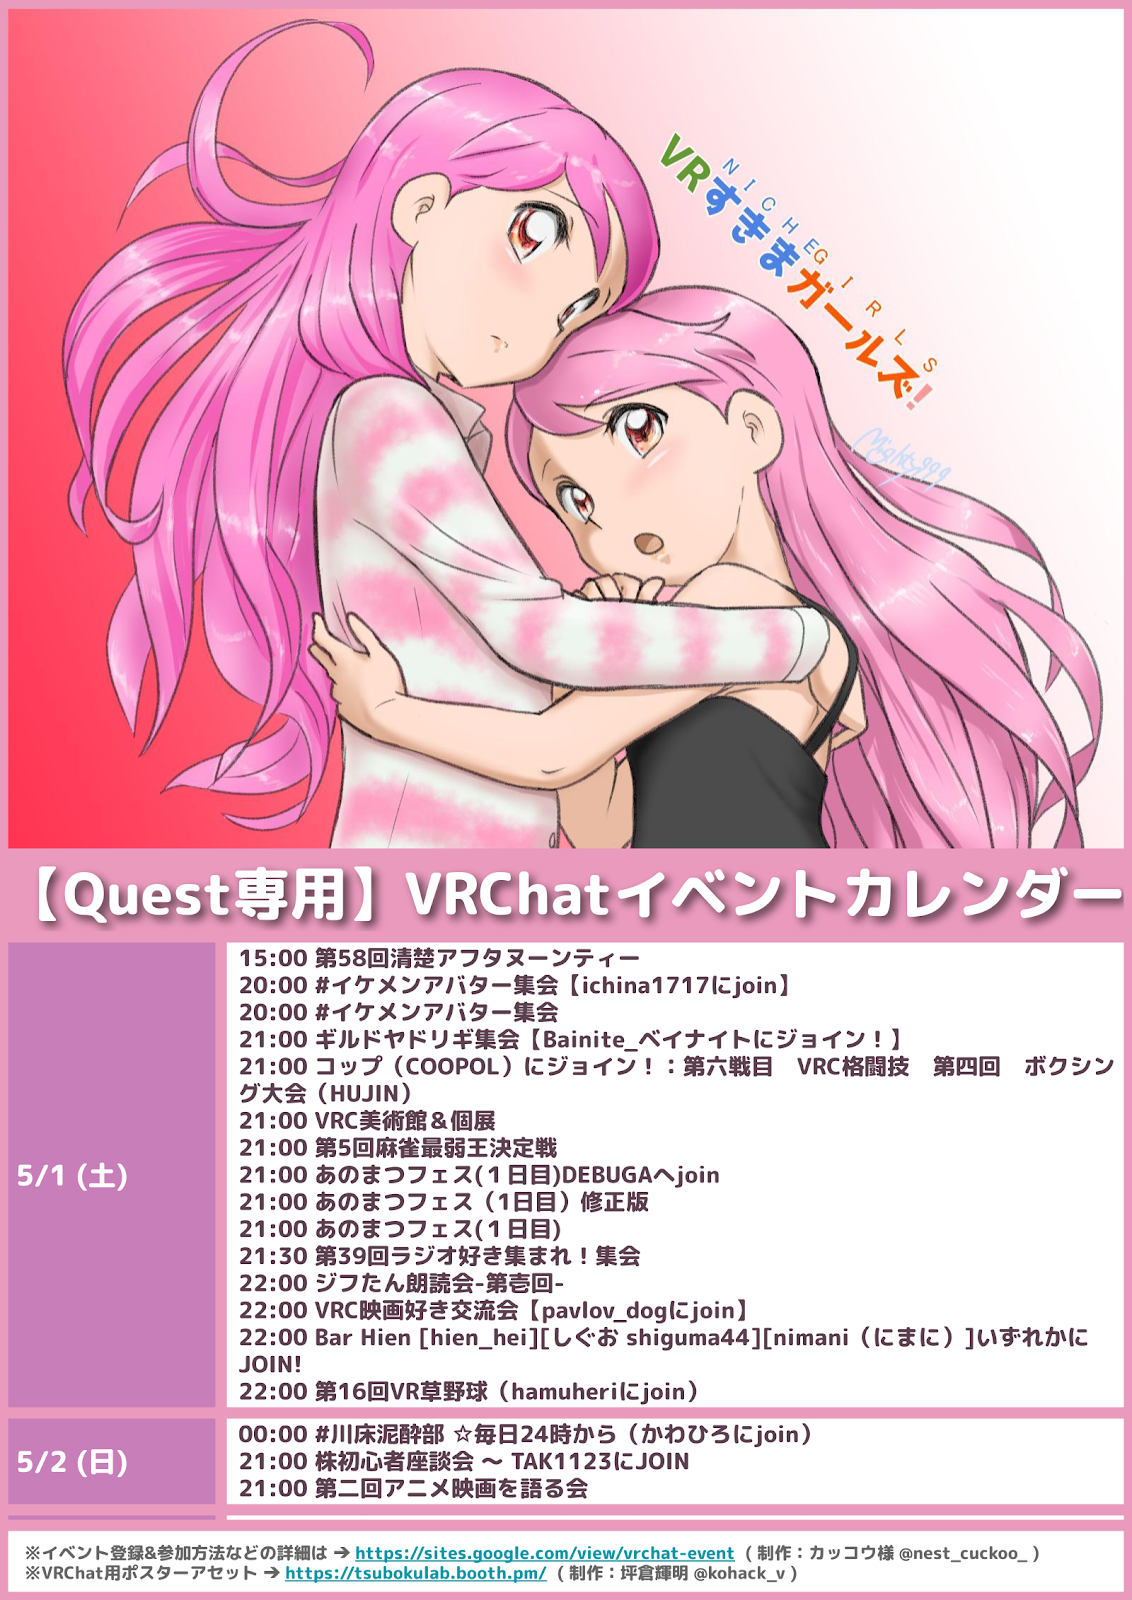 NICHE GIRLS
VRすきまガールズ!
Mighty999
【Quest専用】VRChatイベントカレンダー
5/1 (土)
15:00 第58回清楚アフタヌーンティー
20:00 #イケメンアバター集会【ichina1717にjoin】
20:00 #イケメンアバター集会
21:00 ギルドヤドリギ集会【Bainite_ベイナイトにジョイン！】
21:00 コップ（COOPOL）にジョイン！：第六戦目　VRC格闘技　第四回　ボクシン
グ大会（HUJIN）
21:00 VRC美術館＆個展
21:00 第5回麻雀最弱王決定戦
21:00 あのまつフェス(１日目)DEBUGAへjoin
21:00 あのまつフェス（1日目）修正版
21:00 あのまつフェス(１日目)
21:30 第39回ラジオ好き集まれ！集会
22:00 ジフたん朗読会-第壱回-
22:00 VRC映画好き交流会【pavlov_dogにjoin】
22:00 Bar Hien [hien_hei][しぐお shiguma44][nimani（にまに）]いずれかに
JOIN!
22:00 第16回VR草野球（hamuheriにjoin）
5/2 (日)
00:00 #川床泥酔部 ☆毎日24時から（かわひろにjoin）
21:00 株初心者座談会 ～ TAK1123にJOIN
21:00 第二回アニメ映画を語る会
※イベント登録&参加方法などの詳細は ➔ https://sites.google.com/view/vrchat-event （ 制作：カッコウ様 @nest_cuckoo_ ）
※VRChat用ポスターアセット ➔ https://tsubokulab.booth.pm/ （ 制作：坪倉輝明 @kohack_v ）